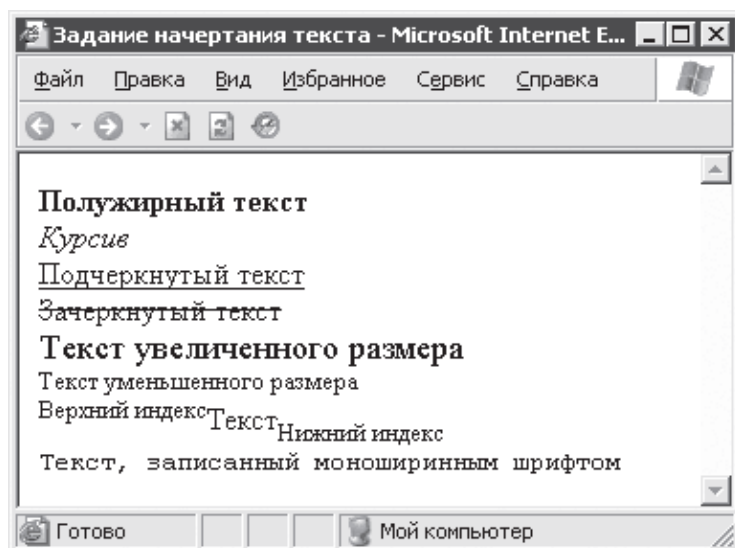 Задание начертания текста - Microsoft Internet E...
Файл Правка Вид Избранное Сервис Справка
Полужирный текст
Курсив
Подчеркнутый текст
Зачеркнутый текст
Текст увеличенного размера
Текст уменьшенного размера
Верхний индексТекстНижний индекс
Текст, записанный моноширинным шрифтом
Готово Мой компьютер